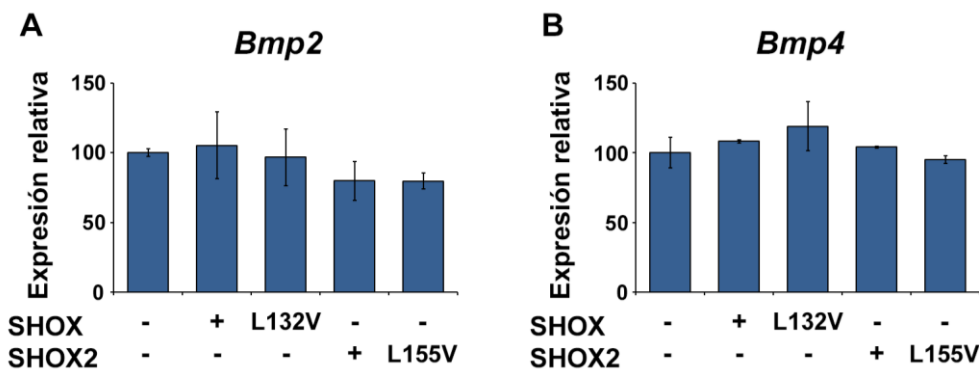 A
Bmp2
Expresión relativa
150
100
50
0
SHOX - + L132V - -
SHOX2 - - - + L155V
B
Bmp4
Expresión relativa
150
100
50
0
SHOX - + L132V - -
SHOX2 - - - + L155V